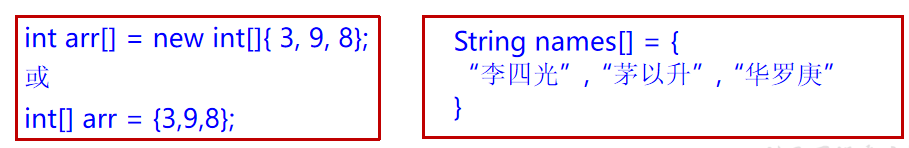 int arr[] = new int[]{ 3, 9, 8};
或
int[] arr = {3,9,8};
String names[] = {
“李四光”,“茅以升”,“华罗庚”
}